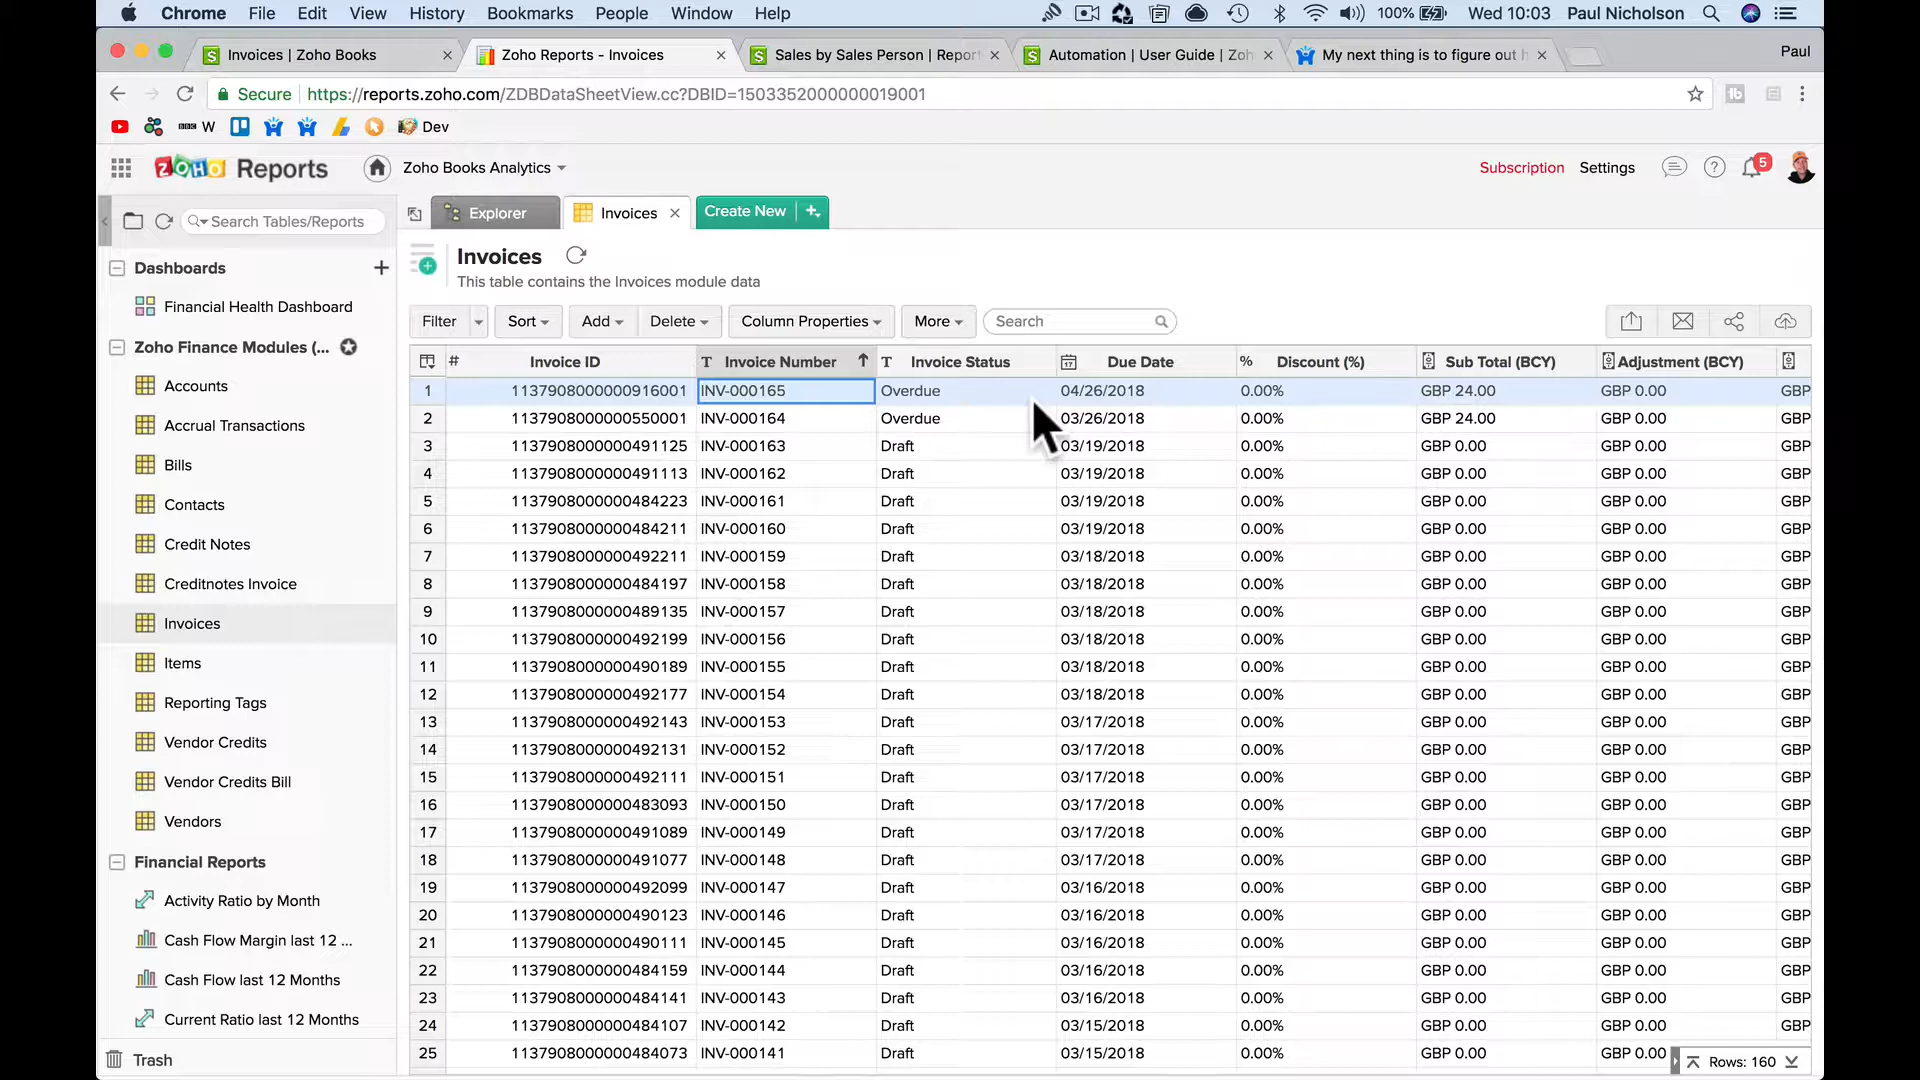 Chrome File Edit View History Bookmarks People Window Help 100% Wed 10:03 Paul Nicholson
Invoices | Zoho Books
Zoho Reports - Invoices
Sales by Sales Person | Report
Automation | User Guide | Zoh
My next thing is to figure out h
Paul
Secure https://reports.zoho.com/ZDBDataSheetView.cc?DBID=1503352000000019001
BBC W Dev
ZOHO Reports Zoho Books Analytics Subscription Settings 5
Search Tables/Reports
Explorer Invoices Create New
Dashboards
Financial Health Dashboard
Zoho Finance Modules (...
Accounts
Accrual Transactions
Bills
Contacts
Credit Notes
Creditnotes Invoice
Invoices
Items
Reporting Tags
Vendor Credits
Vendor Credits Bill
Vendors
Financial Reports
Activity Ratio by Month
Cash Flow Margin last 12 ...
Cash Flow last 12 Months
Current Ratio last 12 Months
Trash
Invoices
This table contains the Invoices module data
Filter Sort Add Delete Column Properties More Search
# Invoice ID T Invoice Number T Invoice Status 17 Due Date % Discount (%) Sub Total (BCY) Adjustment (BCY)
1 1137908000000916001 INV-000165 Overdue 04/26/2018 0.00% GBP 24.00 GBP 0.00 GBP
2 1137908000000550001 INV-000164 Overdue 03/26/2018 0.00% GBP 24.00 GBP 0.00 GBP
3 1137908000000491125 INV-000163 Draft 03/19/2018 0.00% GBP 0.00 GBP 0.00 GBP
4 1137908000000491113 INV-000162 Draft 03/19/2018 0.00% GBP 0.00 GBP 0.00 GBP
5 1137908000000484223 INV-000161 Draft 03/19/2018 0.00% GBP 0.00 GBP 0.00 GBP
6 1137908000000484211 INV-000160 Draft 03/19/2018 0.00% GBP 0.00 GBP 0.00 GBP
7 1137908000000492211 INV-000159 Draft 03/18/2018 0.00% GBP 0.00 GBP 0.00 GBP
8 1137908000000484197 INV-000158 Draft 03/18/2018 0.00% GBP 0.00 GBP 0.00 GBP
9 1137908000000489135 INV-000157 Draft 03/18/2018 0.00% GBP 0.00 GBP 0.00 GBP
10 1137908000000492199 INV-000156 Draft 03/18/2018 0.00% GBP 0.00 GBP 0.00 GBP
11 1137908000000490189 INV-000155 Draft 03/18/2018 0.00% GBP 0.00 GBP 0.00 GBP
12 1137908000000492177 INV-000154 Draft 03/18/2018 0.00% GBP 0.00 GBP 0.00 GBP
13 1137908000000492143 INV-000153 Draft 03/17/2018 0.00% GBP 0.00 GBP 0.00 GBP
14 1137908000000492131 INV-000152 Draft 03/17/2018 0.00% GBP 0.00 GBP 0.00 GBP
15 1137908000000492111 INV-000151 Draft 03/17/2018 0.00% GBP 0.00 GBP 0.00 GBP
16 1137908000000483093 INV-000150 Draft 03/17/2018 0.00% GBP 0.00 GBP 0.00 GBP
17 1137908000000491089 INV-000149 Draft 03/17/2018 0.00% GBP 0.00 GBP 0.00 GBP
18 1137908000000491077 INV-000148 Draft 03/17/2018 0.00% GBP 0.00 GBP 0.00 GBP
19 1137908000000492099 INV-000147 Draft 03/16/2018 0.00% GBP 0.00 GBP 0.00 GBP
20 1137908000000490123 INV-000146 Draft 03/16/2018 0.00% GBP 0.00 GBP 0.00 GBP
21 1137908000000490111 INV-000145 Draft 03/16/2018 0.00% GBP 0.00 GBP 0.00 GBP
22 1137908000000484159 INV-000144 Draft 03/16/2018 0.00% GBP 0.00 GBP 0.00 GBP
23 1137908000000484141 INV-000143 Draft 03/16/2018 0.00% GBP 0.00 GBP 0.00 GBP
24 1137908000000484107 INV-000142 Draft 03/15/2018 0.00% GBP 0.00 GBP 0.00 GBP
25 1137908000000484073 INV-000141 Draft 03/15/2018 0.00% GBP 0.00 GBP 0.00
Rows: 160